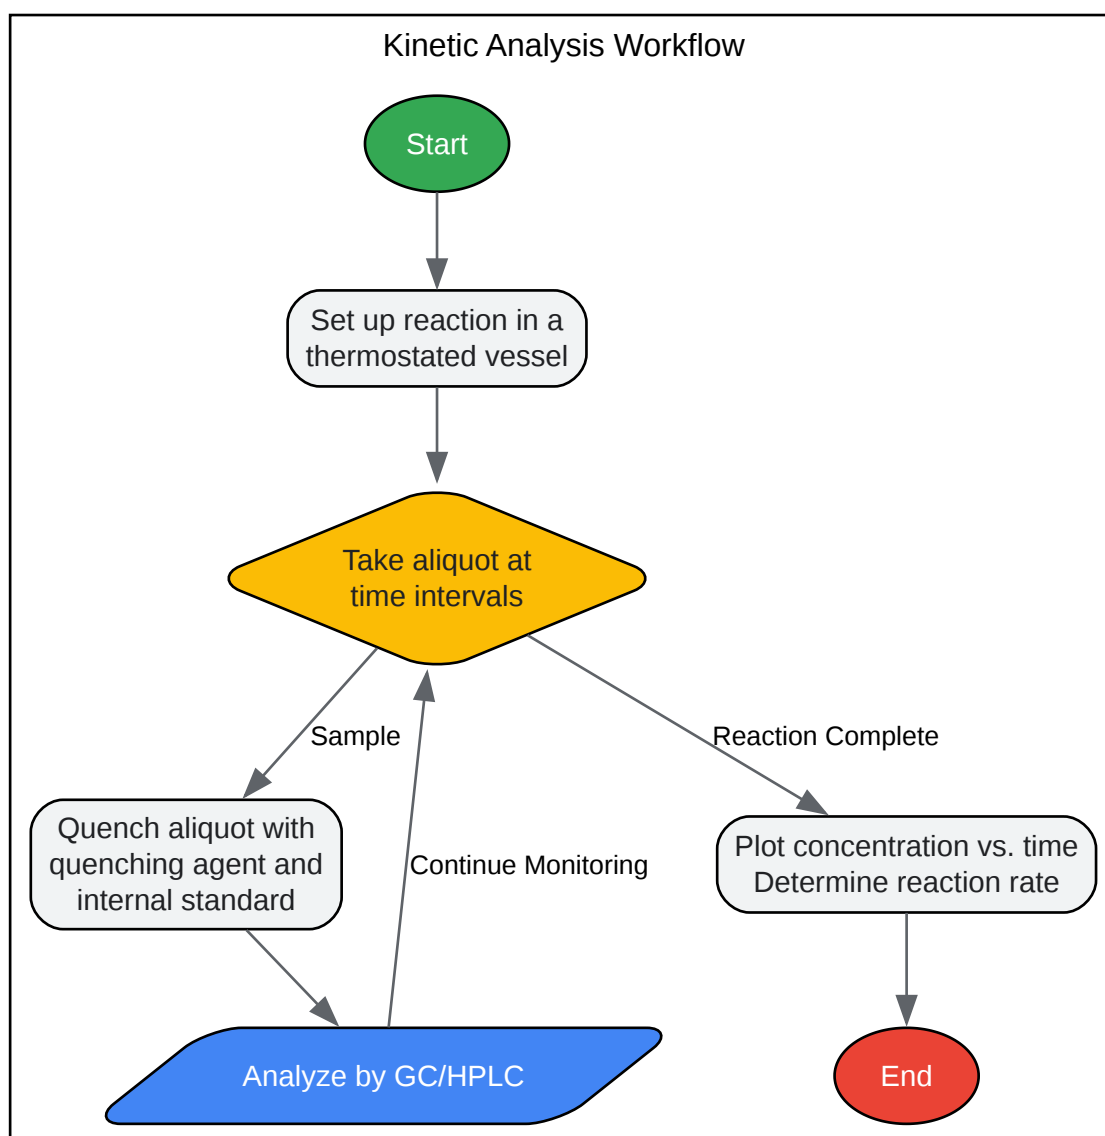 Kinetic Analysis Workflow
Start
Set up reaction in a
thermostated vessel
Take aliquot at
time intervals
Sample
Reaction Complete
Quench aliquot with
quenching agent and
internal standard
Continue Monitoring
Plot concentration vs. time
Determine reaction rate
Analyze by GC/HPLC
End